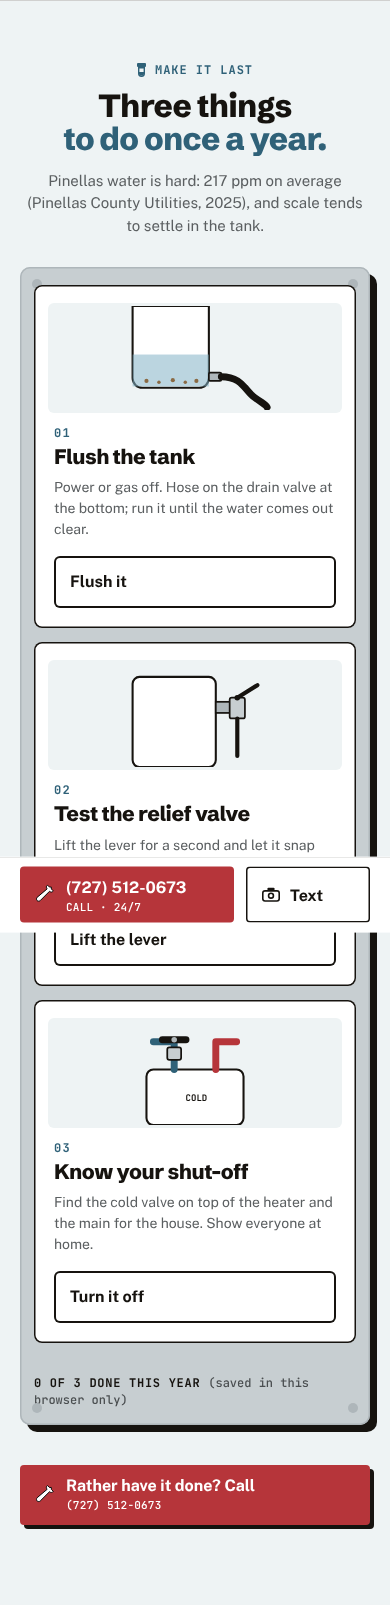 MAKE IT LAST
Three things
to do once a year.
Pinellas water is hard: 217 ppm on average
(Pinellas County Utilities, 2025), and scale tends
to settle in the tank.
01
Flush the tank
Power or gas off. Hose on the drain valve at
the bottom; run it until the water comes out
clear.
Flush it
02
Test the relief valve
Lift the lever for a second and let it snap
(727) 512-0673
CALL · 24/7
Text
Lift the lever
COLD
03
Know your shut-off
Find the cold valve on top of the heater and
the main for the house. Show everyone at
home.
Turn it off
0 OF 3 DONE THIS YEAR (saved in this
browser only)
Rather have it done? Call
(727) 512-0673